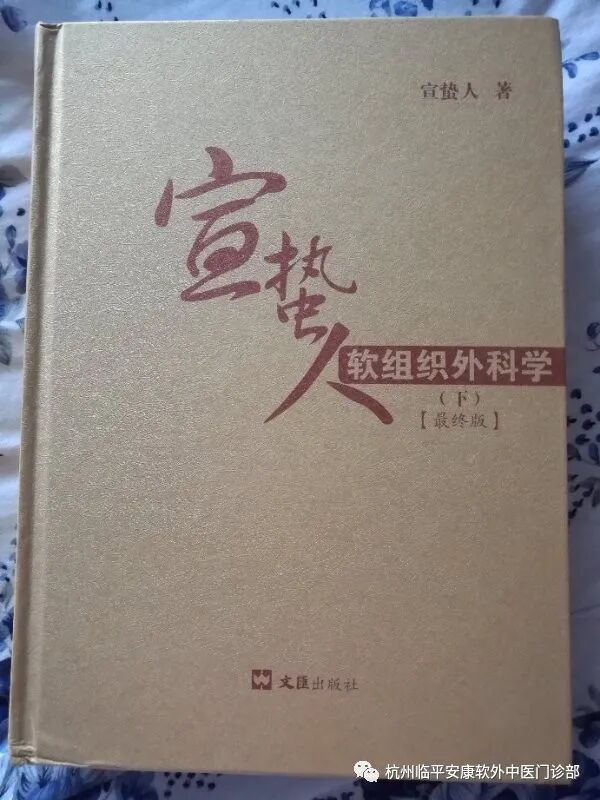 宣蛰人 著
宣蛰人
软组织外科学
（下）
【最终版】
文匯出版社
杭州临平安康软外中医门诊部